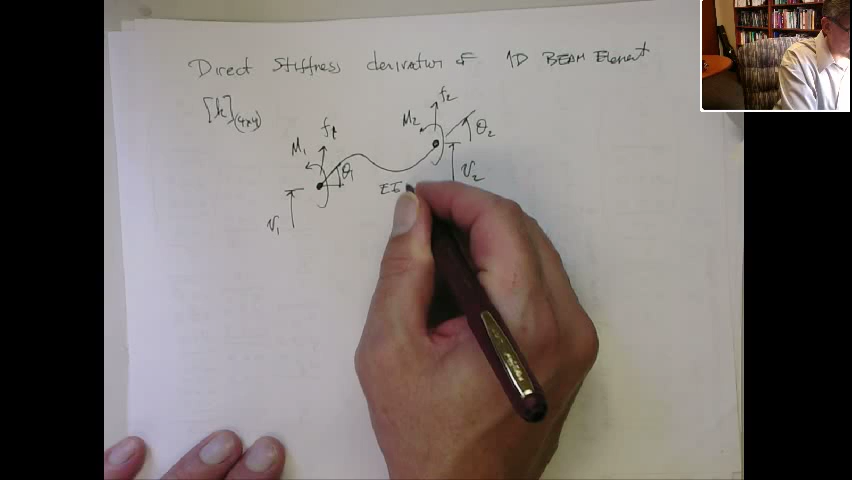 Direct Stiffness derivation of 1D BEAM Element
[k](4x4)
f2
M2
θ2
f1
M1
θ1
v2
EI
v1